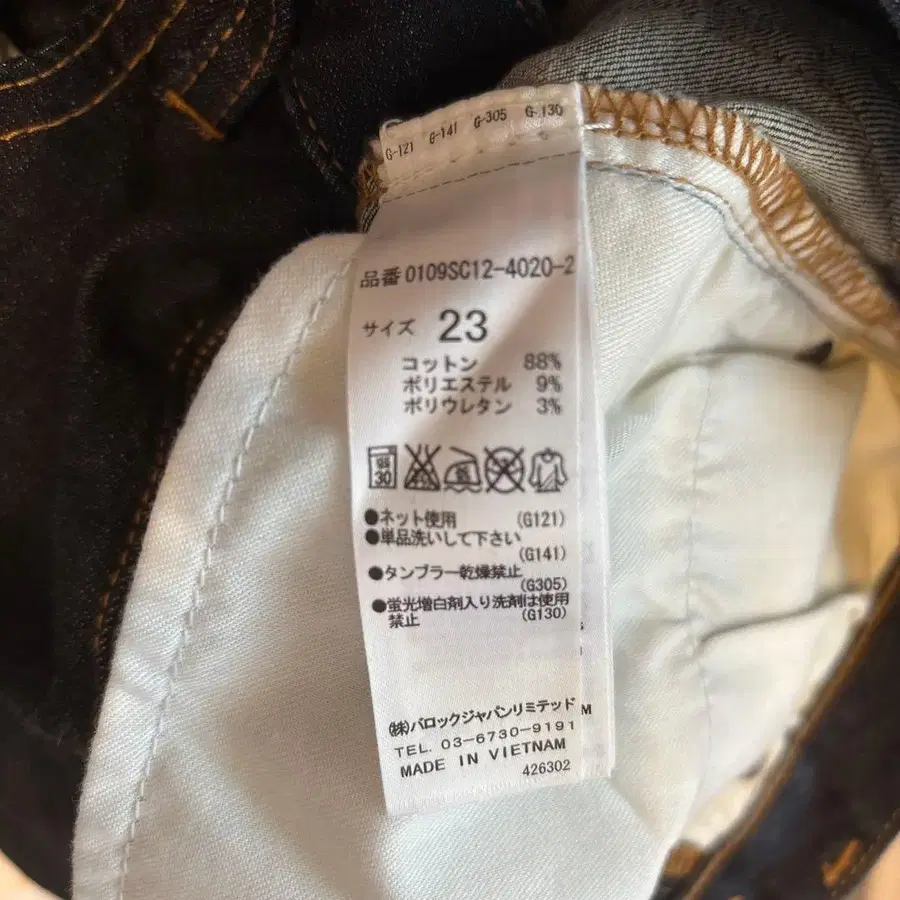 G-121 G-141 G-305 G-130
品番 0109SC12-4020-2
サイズ 23
コットン 88%
ポリエステル 9%
ポリウレタン 3%
30
●ネット使用 (G121)
●単品洗いして下さい
(G141)
●タンブラー乾燥禁止
(G305)
●蛍光増白剤入り洗剤は使用
禁止 (G130)
(株)バロックジャパンリミテッド
TEL. 03-6730-9191
MADE IN VIETNAM
426302